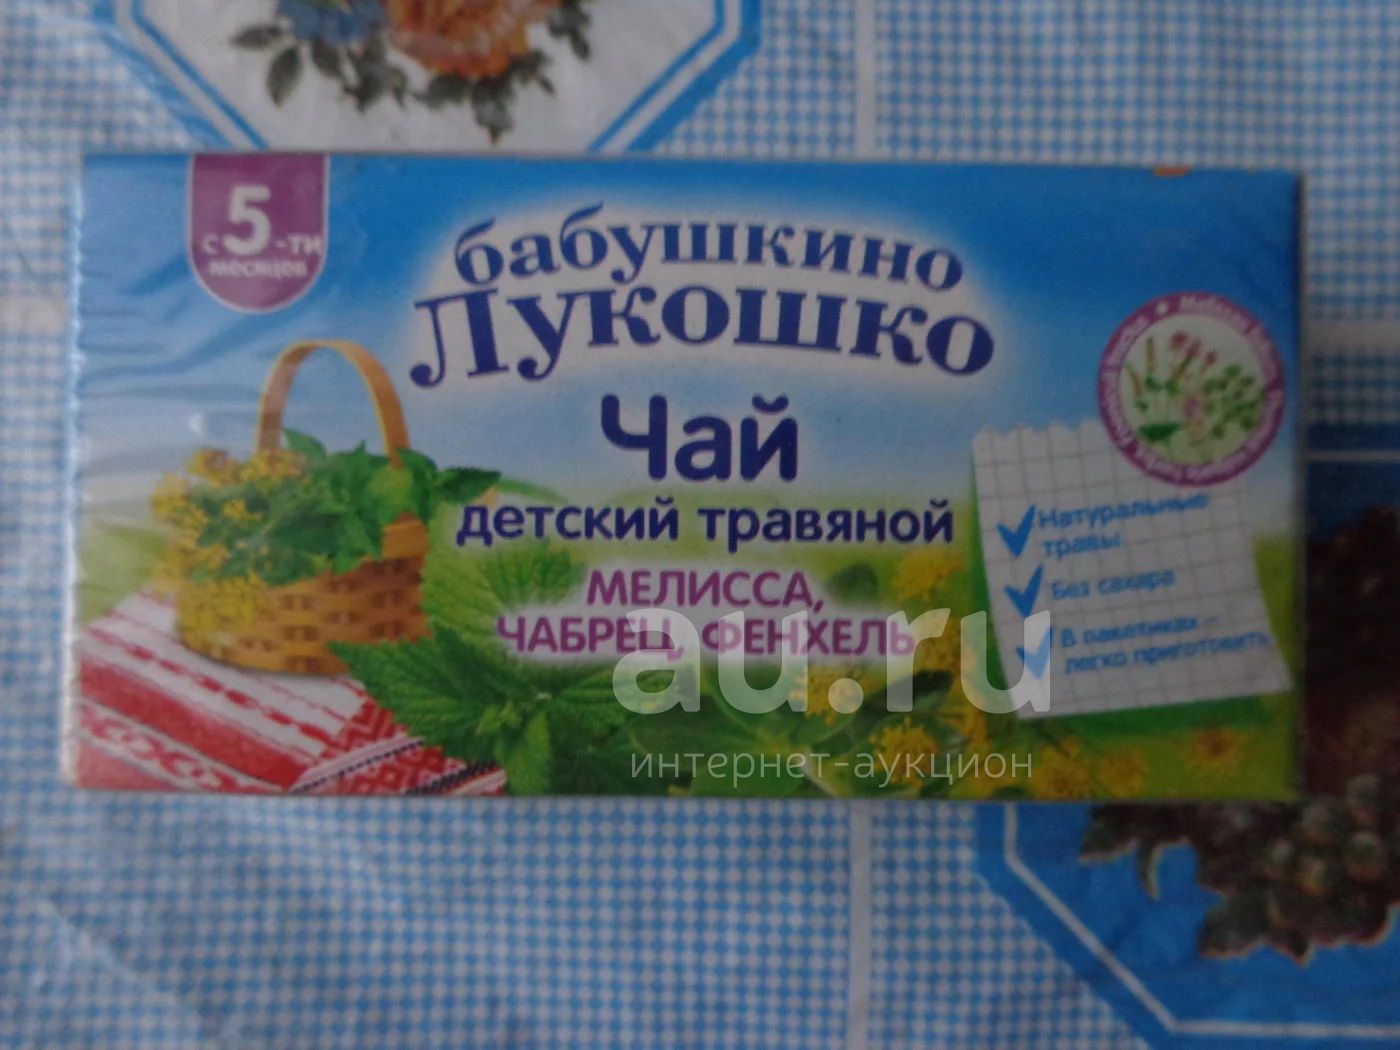 с 5-ти
месяцев
бабушкино
Лукошко
Чай
детский травяной
МЕЛИССА,
ЧАБРЕЦ, ФЕНХЕЛЬ
Натуральные
травы
Без сахара
В пакетиках –
легко приготовить
au.ru
интернет-аукцион